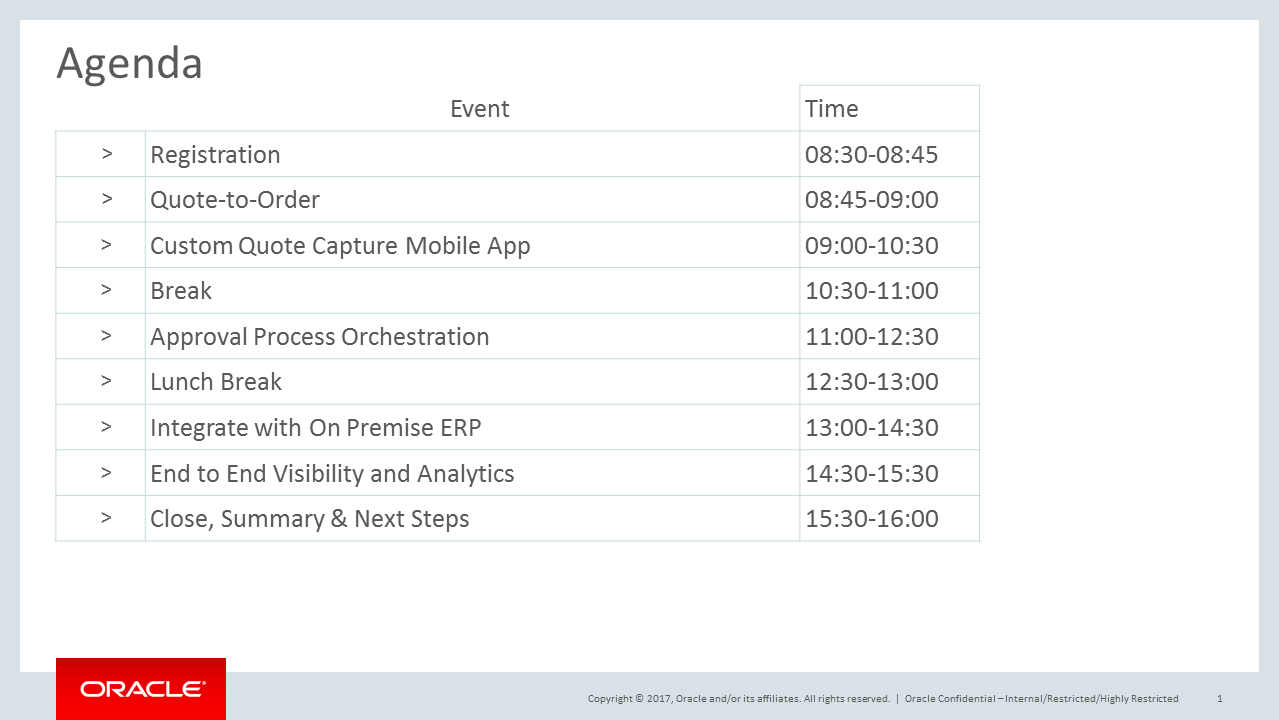 Agenda
Event Time
> Registration 08:30-08:45
> Quote-to-Order 08:45-09:00
> Custom Quote Capture Mobile App 09:00-10:30
> Break 10:30-11:00
> Approval Process Orchestration 11:00-12:30
> Lunch Break 12:30-13:00
> Integrate with On Premise ERP 13:00-14:30
> End to End Visibility and Analytics 14:30-15:30
> Close, Summary & Next Steps 15:30-16:00
ORACLE®
Copyright © 2017, Oracle and/or its affiliates. All rights reserved. | Oracle Confidential – Internal/Restricted/Highly Restricted 1